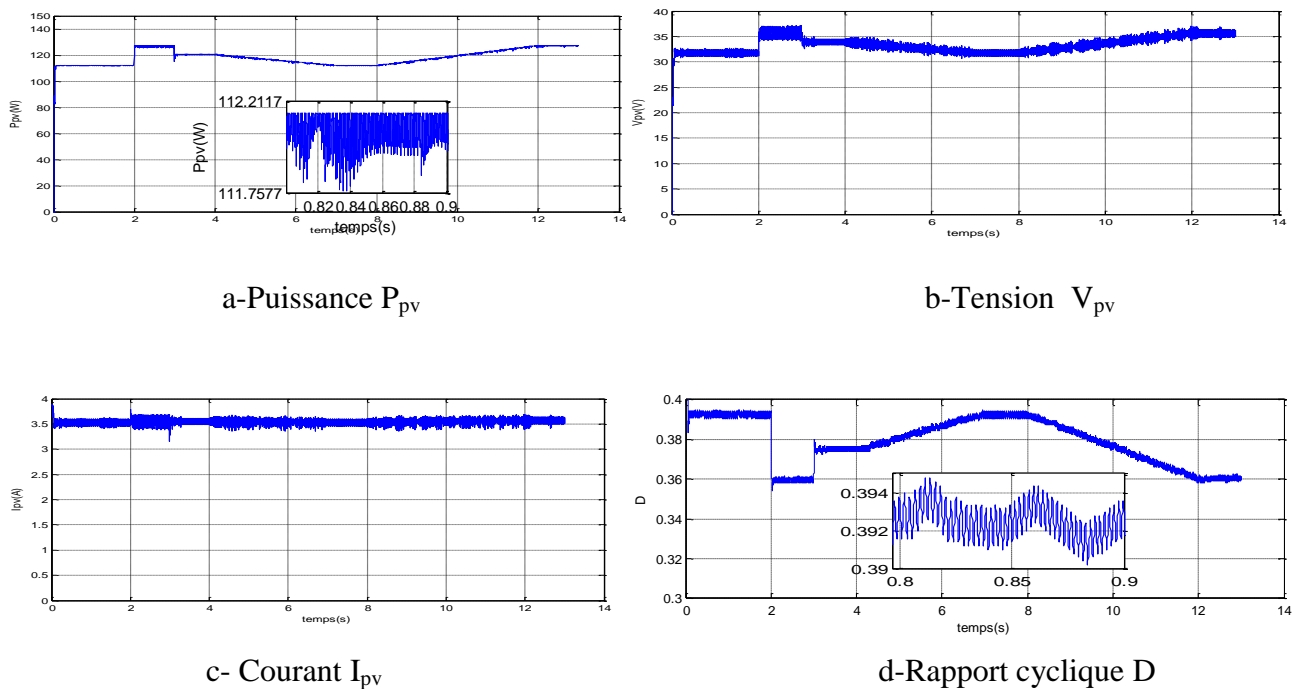 150
140
120
100
80
60
40
20
0
Ppv(W)
0 2 4 6 8 10 12 14
temps(s)
112.2117
111.7577
Ppv(W)
0.82 0.84 0.86 0.88 0.9
temps(s)
a-Puissance Ppv
40
35
30
25
20
15
10
5
0
Vpv(V)
0 2 4 6 8 10 12 14
temps(s)
b-Tension Vpv
4
3.5
3
2.5
2
1.5
1
0.5
0
Ipv(A)
0 2 4 6 8 10 12 14
temps(s)
c- Courant Ipv
0.4
0.38
0.36
0.34
0.32
0.3
D
0 2 4 6 8 10 12 14
temps(s)
0.394
0.392
0.39
0.8 0.85 0.9
d-Rapport cyclique D